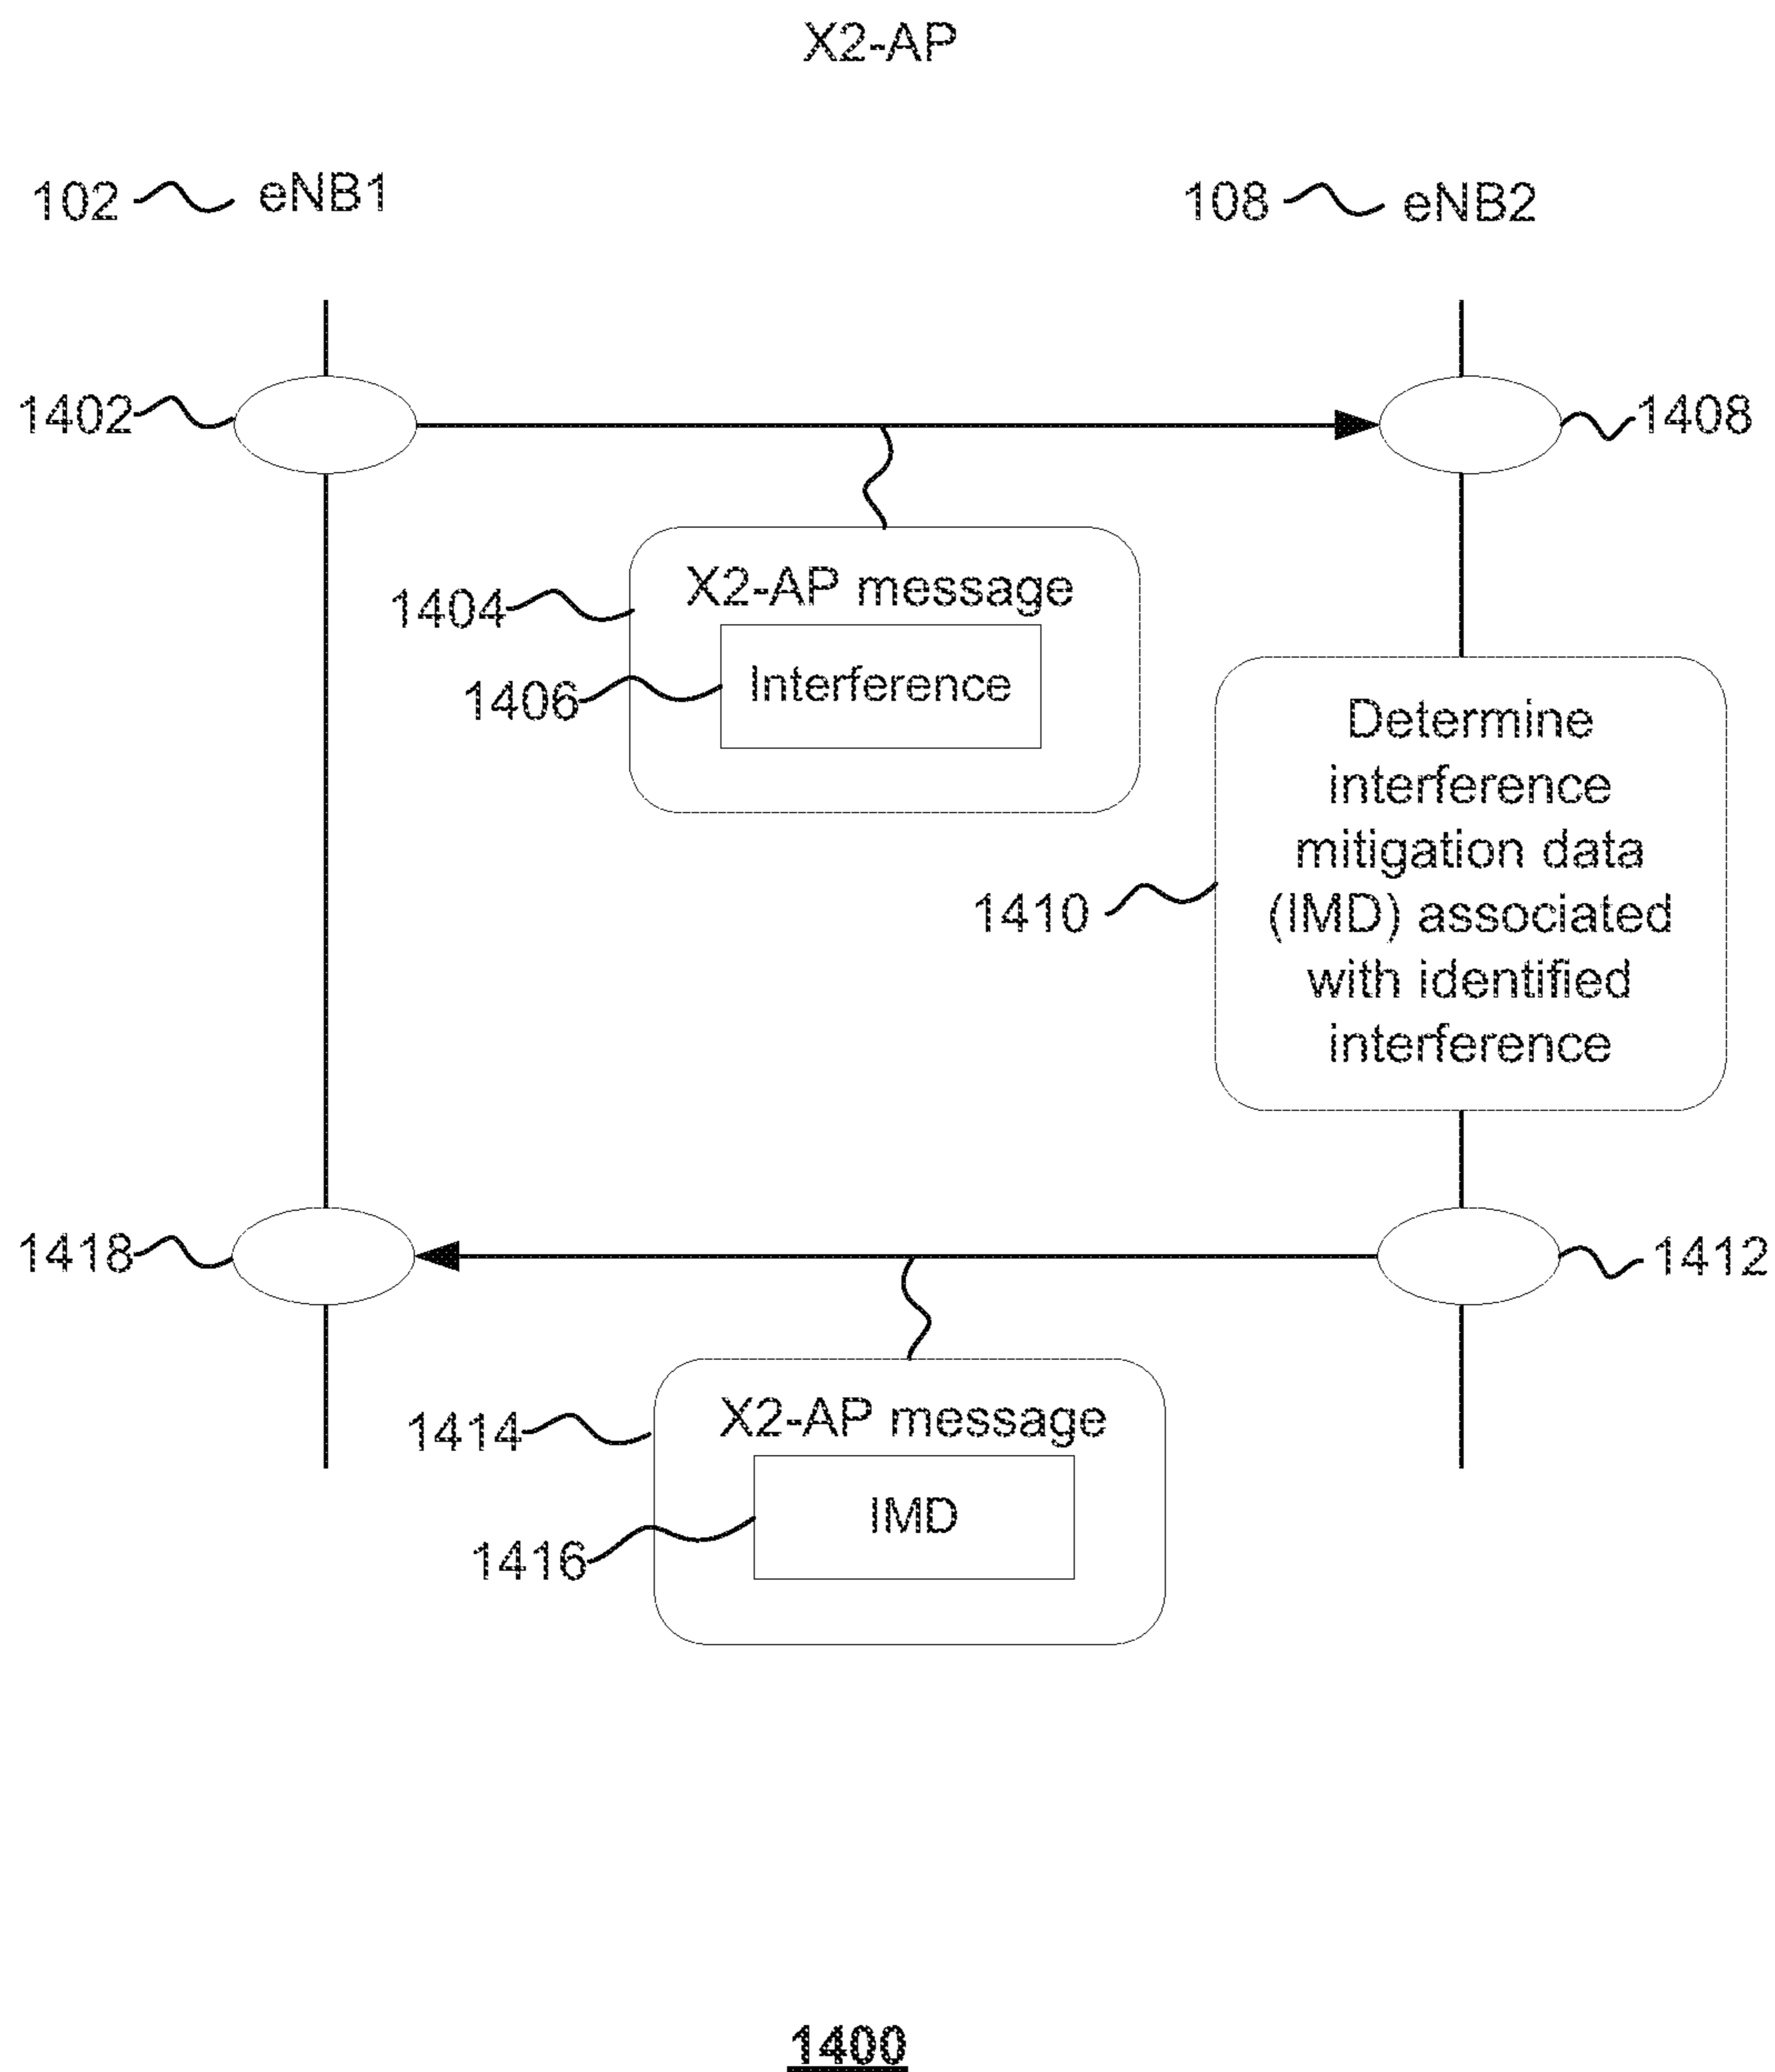 X2-AP
102 eNB1
108 eNB2
1402
1408
X2-AP message
1404
Interference
1406
Determine
interference
mitigation data
(IMD) associated
with identified
interference
1410
1418
1412
X2-AP message
1414
IMD
1416
1400